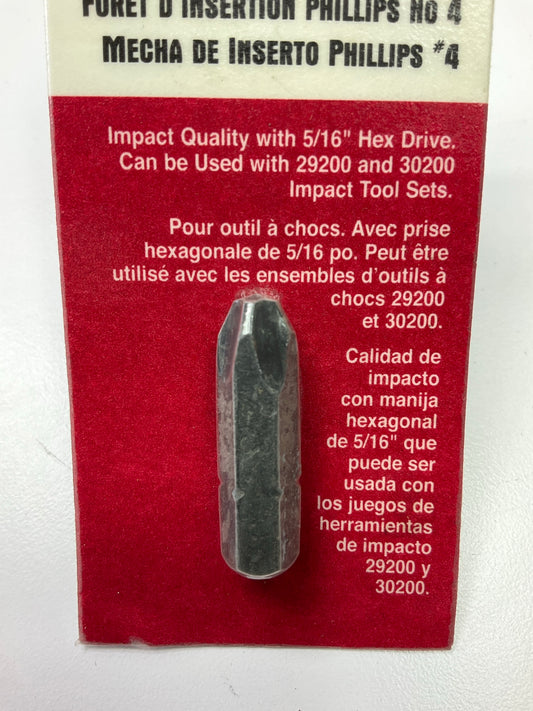 FORET D'INSERTION PHILLIPS NO 4
MECHA DE INSERTO PHILLIPS #4
Impact Quality with 5/16" Hex Drive.
Can be Used with 29200 and 30200
Impact Tool Sets.
Pour outil à chocs. Avec prise
hexagonale de 5/16 po. Peut être
utilisé avec les ensembles d'outils à
chocs 29200
et 30200.
Calidad de
impacto
con manija
hexagonal
de 5/16" que
puede ser
usada con
los juegos de
herramientas
de impacto
29200 y
30200.